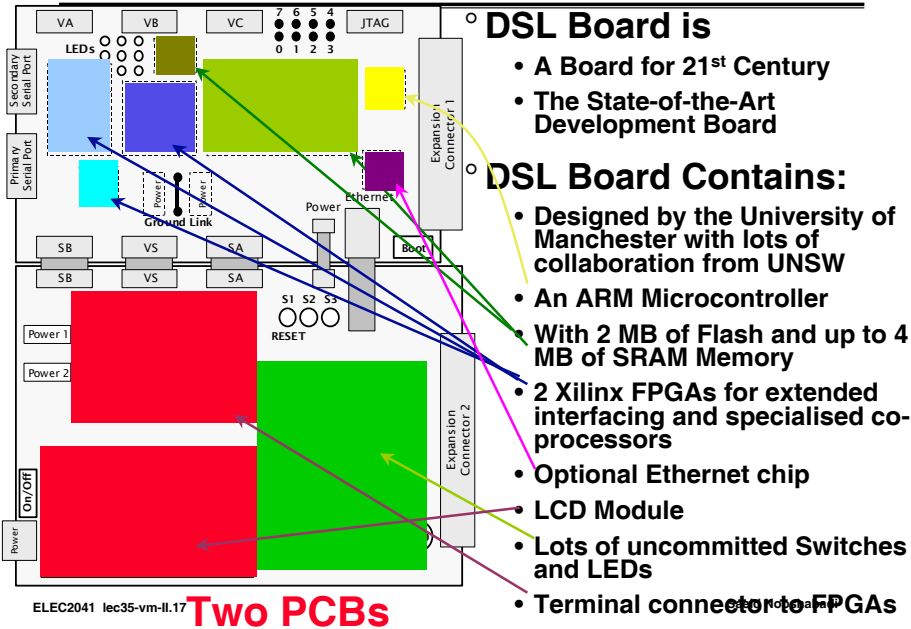 VA
VB
VC
7 6 5 4
0 1 2 3
JTAG
LEDs
Secondary
Serial Port
Primary
Serial Port
Expansion
Connector 1
Power
Power
Ground Link
Power
Ethernet
Boot
SB
VS
SA
SB
VS
SA
S1 S2 S3
RESET
Power 1
Power 2
Expansion
Connector 2
On/Off
Power
° DSL Board is
• A Board for 21st Century
• The State-of-the-Art
Development Board
° DSL Board Contains:
• Designed by the University of
Manchester with lots of
collaboration from UNSW
• An ARM Microcontroller
• With 2 MB of Flash and up to 4
MB of SRAM Memory
• 2 Xilinx FPGAs for extended
interfacing and specialised co-
processors
• Optional Ethernet chip
• LCD Module
• Lots of uncommitted Switches
and LEDs
• Terminal connector to FPGAs
ELEC2041 lec35-vm-II.17
Two PCBs